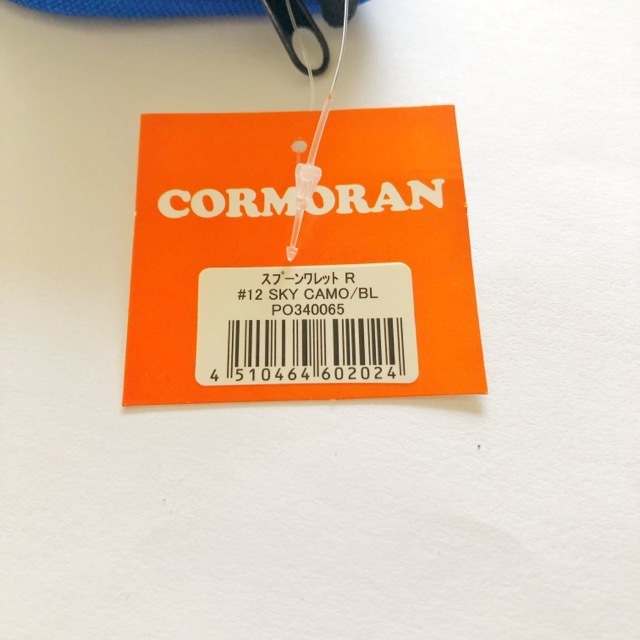 CORMORAN
ｽﾌﾟｰﾝﾜﾚｯﾄ R
#12 SKY CAMO/BL
PO340065
4 510464 602024